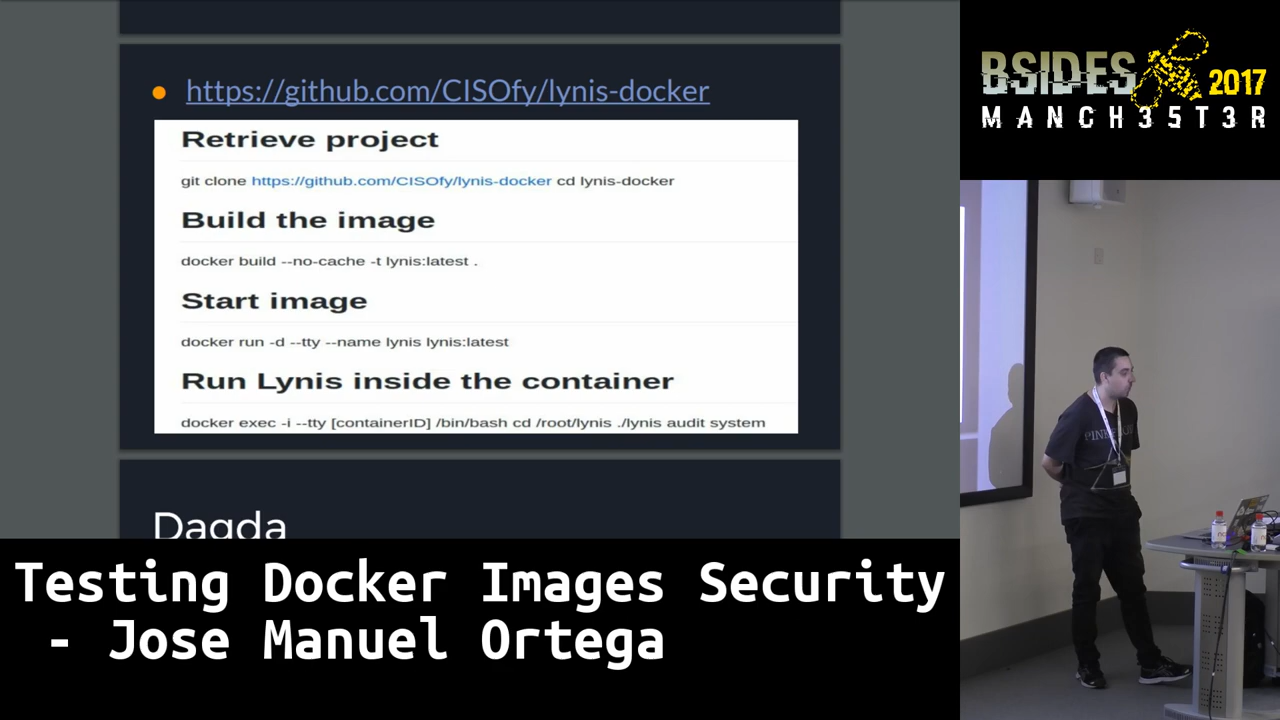 https://github.com/CISOfy/lynis-docker
Retrieve project
git clone https://github.com/CISOfy/lynis-docker cd lynis-docker
Build the image
docker build --no-cache -t lynis:latest .
Start image
docker run -d --tty --name lynis lynis:latest
Run Lynis inside the container
docker exec -i --tty [containerID] /bin/bash cd /root/lynis ./lynis audit system
Dagda
Testing Docker Images Security
- Jose Manuel Ortega
BSIDES 2017
MANCH35T3R